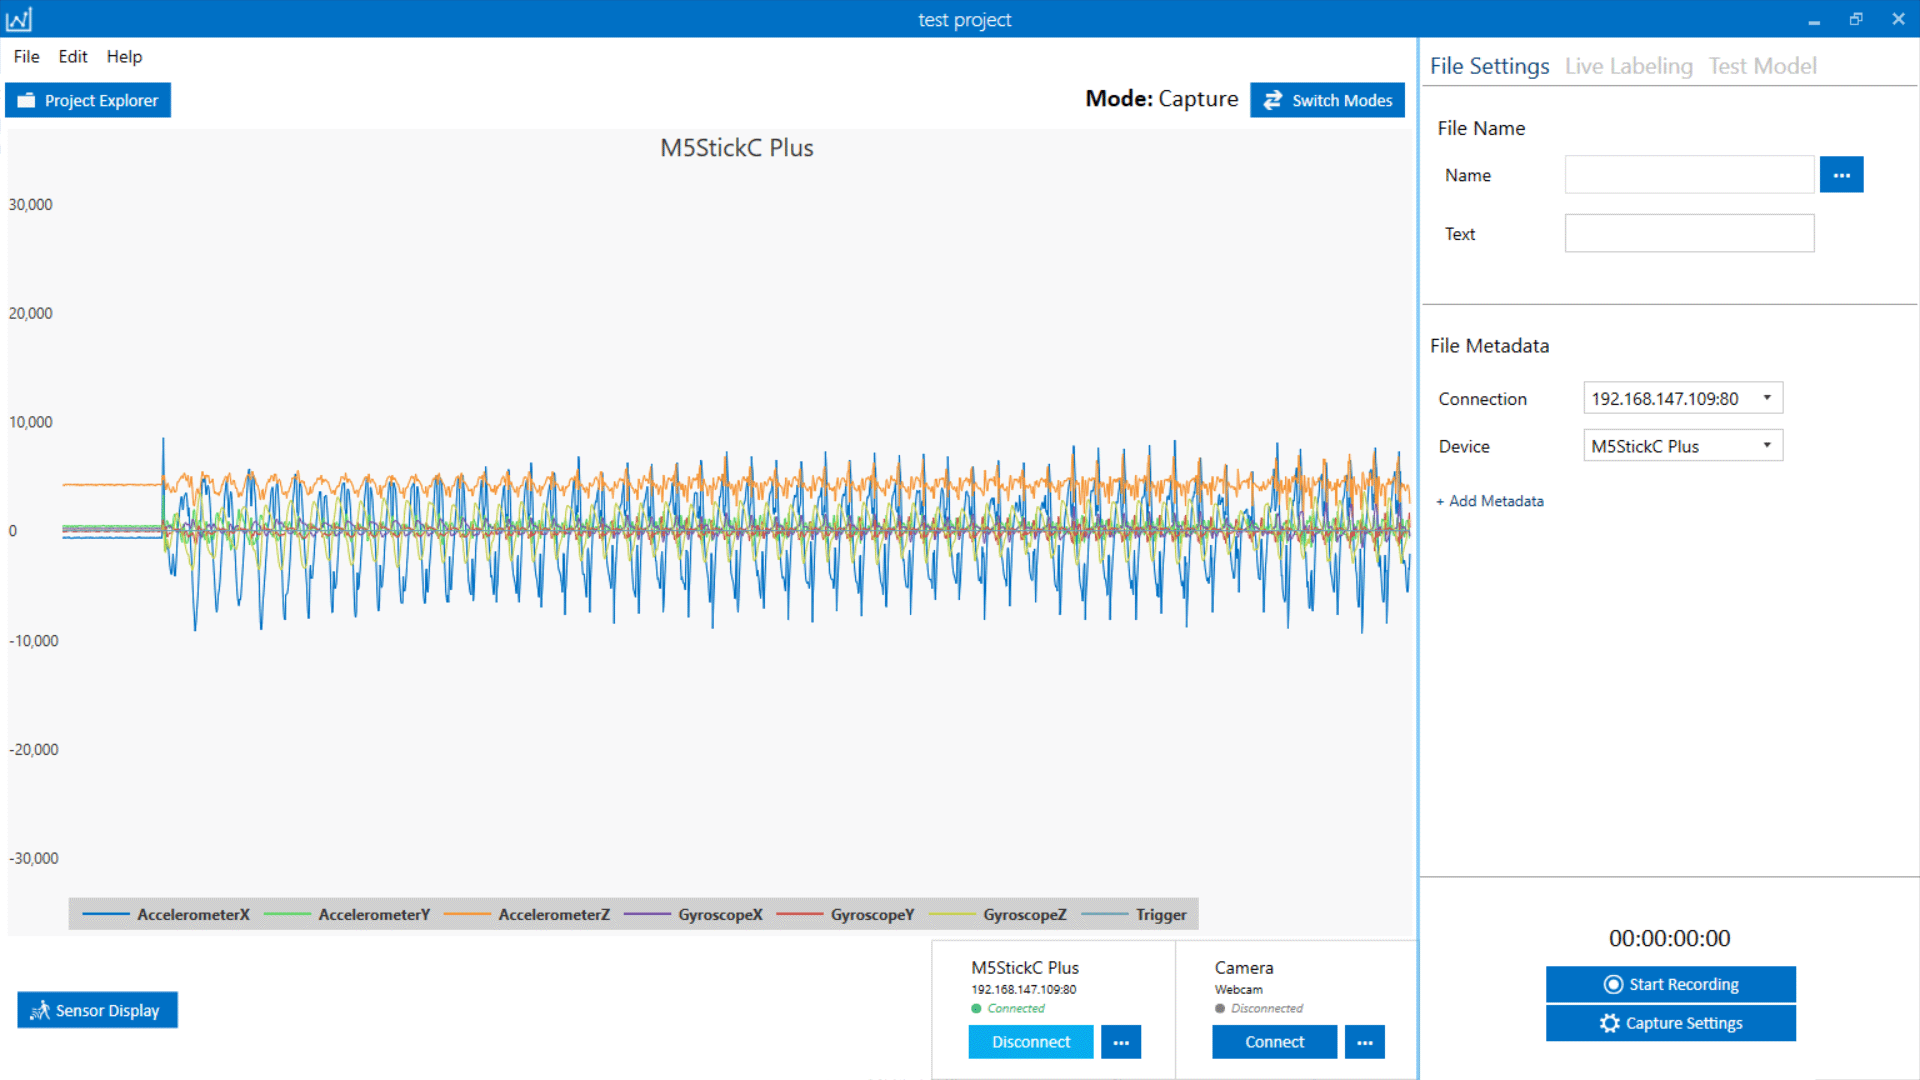 test project
File Edit Help
Project Explorer
Mode: Capture
Switch Modes
M5StickC Plus
30,000
20,000
10,000
0
-10,000
-20,000
-30,000
AccelerometerX AccelerometerY AccelerometerZ GyroscopeX GyroscopeY GyroscopeZ Trigger
Sensor Display
M5StickC Plus
192.168.147.109:80
Connected
Disconnect ...
Camera
Webcam
Disconnected
Connect ...
File Settings Live Labeling Test Model
File Name
Name ...
Text
File Metadata
Connection 192.168.147.109:80
Device M5StickC Plus
+ Add Metadata
00:00:00:00
Start Recording
Capture Settings